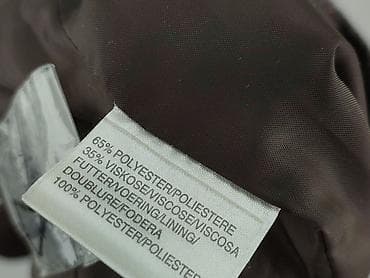 65% POLYESTER/POLIESTERE
35% VISKOSE/VISCOSE/VISCOSA
FUTTER/VOERING/LINING/
DOUBLURE/FODERA
100% POLYESTER/POLIESTER